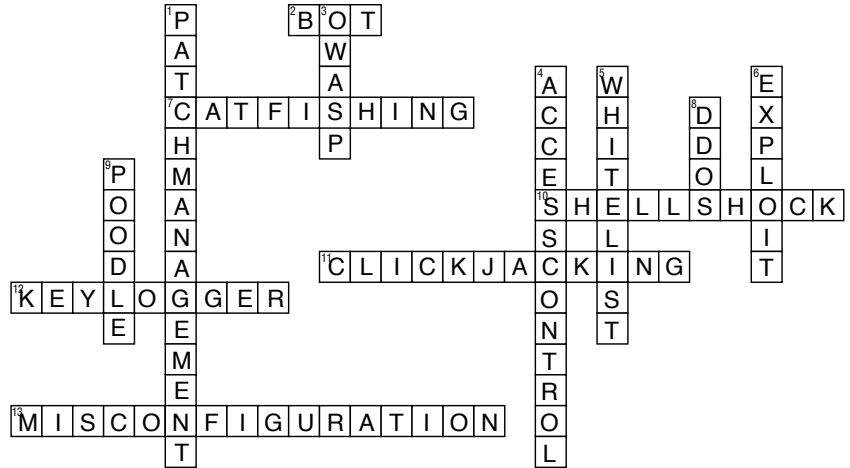 1 PATCHMANAGEMENT
2 BOT
3 OWASP
4 ACCESSCONTROL
5 WHITELIST
6 EXPLOIT
7 CATFISHING
8 DDOS
9 POODLE
10 SHELLSHOCK
11 CLICKJACKING
12 KEYLOGGER
13 MISCONFIGURATION